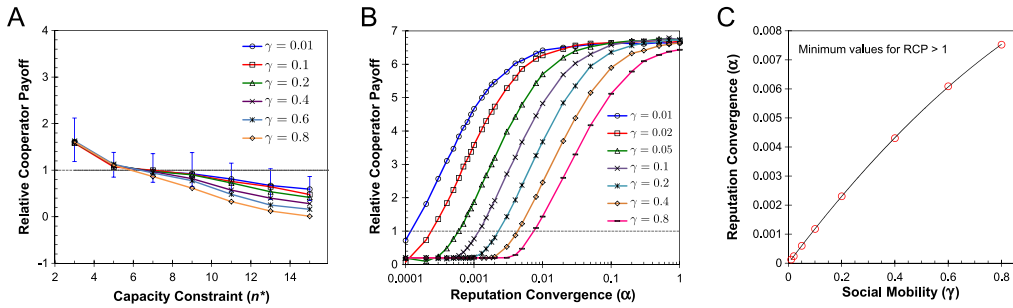 A
Relative Cooperator Payoff
4
3
2
1
0
-1
2
4
6
8
10
12
14
16
Capacity Constraint (n*)
γ = 0.01
γ = 0.1
γ = 0.2
γ = 0.4
γ = 0.6
γ = 0.8
B
Relative Cooperator Payoff
7
6
5
4
3
2
1
0
0.0001
0.001
0.01
0.1
1
Reputation Convergence (α)
γ = 0.01
γ = 0.02
γ = 0.05
γ = 0.1
γ = 0.2
γ = 0.4
γ = 0.8
C
Reputation Convergence (α)
0.008
0.007
0.006
0.005
0.004
0.003
0.002
0.001
0
0.0
0.2
0.4
0.6
0.8
Social Mobility (γ)
Minimum values for RCP > 1